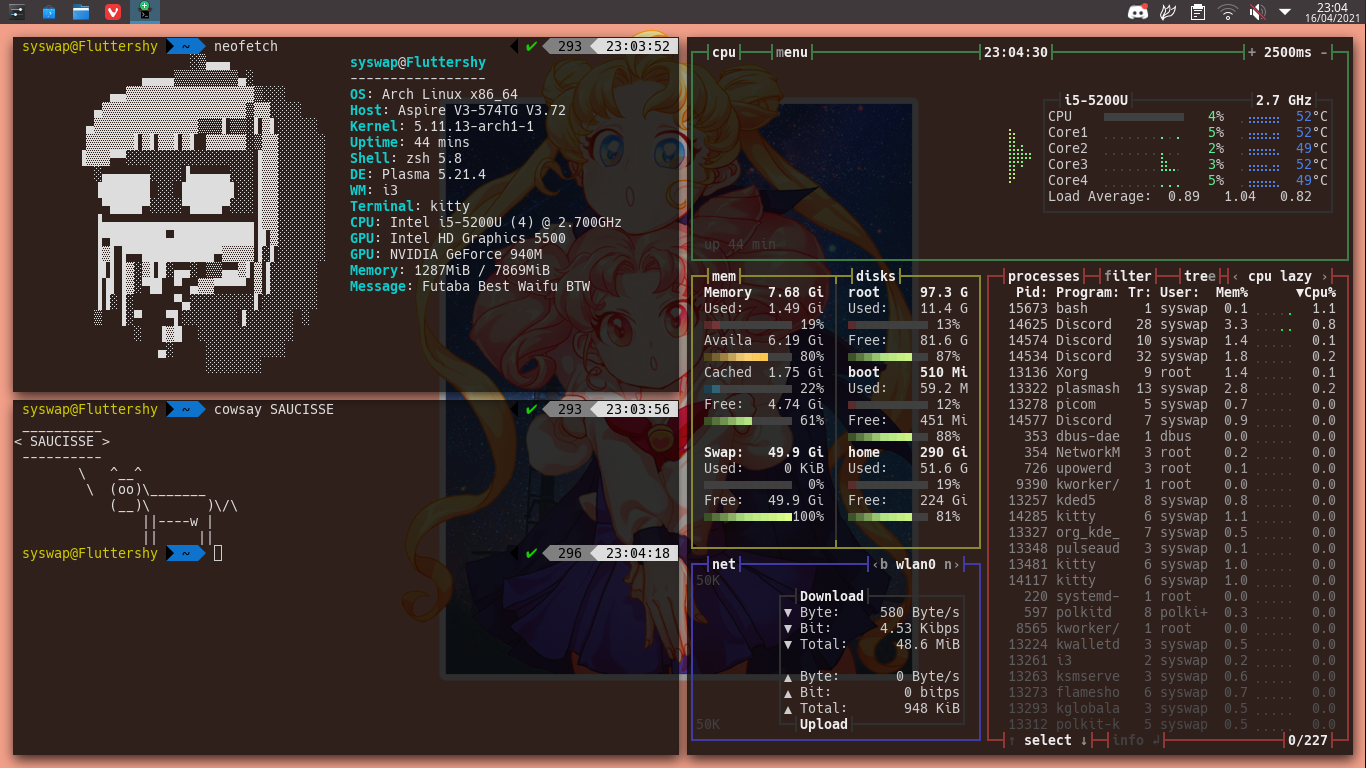 23:04
16/04/2021
syswap@Fluttershy ~ neofetch ✔ 293 23:03:52
syswap@Fluttershy
-----------------
OS: Arch Linux x86_64
Host: Aspire V3-574TG V3.72
Kernel: 5.11.13-arch1-1
Uptime: 44 mins
Shell: zsh 5.8
DE: Plasma 5.21.4
WM: i3
Terminal: kitty
CPU: Intel i5-5200U (4) @ 2.700GHz
GPU: Intel HD Graphics 5500
GPU: NVIDIA GeForce 940M
Memory: 1287MiB / 7869MiB
Message: Futaba Best Waifu BTW
syswap@Fluttershy ~ cowsay SAUCISSE ✔ 293 23:03:56
__________
< SAUCISSE >
----------
\ ^__^
\ (oo)\_______
(__)\ )\/\
||----w |
|| ||
syswap@Fluttershy ~ ✔ 296 23:04:18
cpu menu 23:04:30 + 2500ms -
i5-5200U 2.7 GHz
CPU 4% 52°C
Core1 5% 52°C
Core2 2% 49°C
Core3 3% 52°C
Core4 5% 49°C
Load Average: 0.89 1.04 0.82
up 44 min
mem disks
Memory 7.68 Gi root 97.3 G
Used: 1.49 Gi Used: 11.4 G
19% 13%
Availa 6.19 Gi Free: 81.6 G
80% 87%
Cached 1.75 Gi boot 510 Mi
22% Used: 59.2 M
Free: 4.74 Gi 12%
61% Free: 451 Mi
88%
Swap: 49.9 Gi home 290 Gi
Used: 0 KiB Used: 51.6 G
0% 19%
Free: 49.9 Gi Free: 224 Gi
100% 81%
net ‹b wlan0 n›
50K
Download
▼ Byte: 580 Byte/s
▼ Bit: 4.53 Kibps
▼ Total: 48.6 MiB
▲ Byte: 0 Byte/s
▲ Bit: 0 bitps
▲ Total: 948 KiB
50K Upload
processes filter tree ‹ cpu lazy ›
Pid: Program: Tr: User: Mem% ▼Cpu%
15673 bash 1 syswap 0.1 1.1
14625 Discord 28 syswap 3.3 0.8
14574 Discord 10 syswap 1.4 0.1
14534 Discord 32 syswap 1.8 0.2
13136 Xorg 9 root 1.4 0.1
13322 plasmash 13 syswap 2.8 0.2
13278 picom 5 syswap 0.7 0.0
14577 Discord 7 syswap 0.9 0.0
353 dbus-dae 1 dbus 0.0 0.0
354 NetworkM 3 root 0.2 0.0
726 upowerd 3 root 0.1 0.0
9390 kworker/ 1 root 0.0 0.0
13257 kded5 8 syswap 0.8 0.0
14285 kitty 6 syswap 1.1 0.0
13327 org_kde_ 7 syswap 0.5 0.0
13348 pulseaud 3 syswap 0.1 0.0
13481 kitty 6 syswap 1.0 0.0
14117 kitty 6 syswap 1.0 0.0
220 systemd- 1 root 0.0 0.0
597 polkitd 8 polki+ 0.3 0.0
8565 kworker/ 1 root 0.0 0.0
13224 kwalletd 3 syswap 0.5 0.0
13261 i3 2 syswap 0.2 0.0
13263 ksmserve 3 syswap 0.6 0.0
13273 flamesho 6 syswap 0.7 0.0
13293 kglobala 3 syswap 0.5 0.0
13312 polkit-k 5 syswap 0.5 0.0
↑ select ↓ info ↲ 0/227